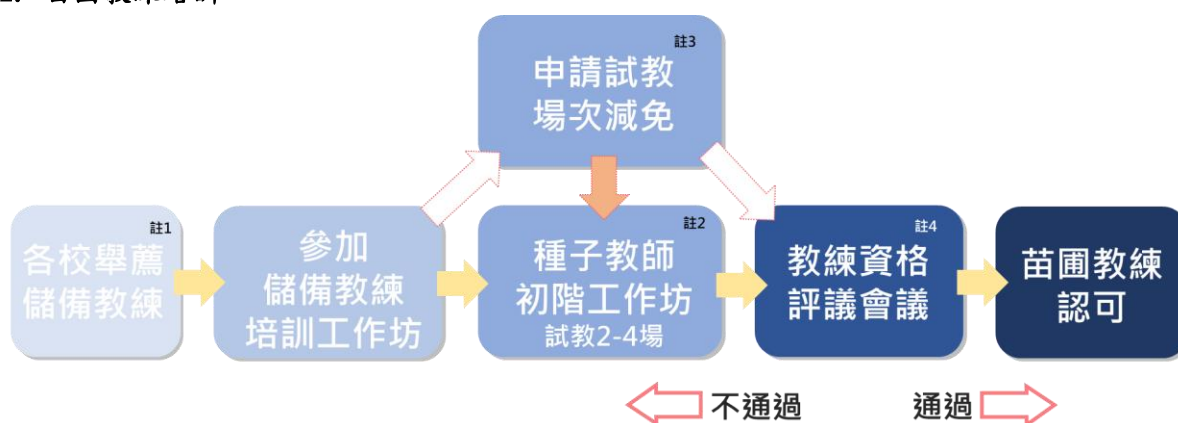 註3
申請試教
場次減免
註1
各校舉薦
儲備教練
參加
儲備教練
培訓工作坊
註2
種子教師
初階工作坊
試教2-4場
註4
教練資格
評議會議
苗圃教練
認可
不通過
通過